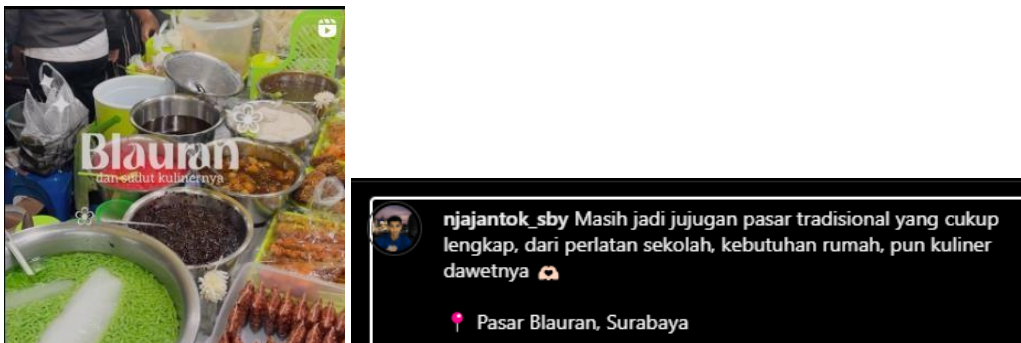 Blauran
dan sudut kulinernya
njajantok_sby Masih jadi jujugan pasar tradisional yang cukup
lengkap, dari perlatan sekolah, kebutuhan rumah, pun kuliner
dawetnya
Pasar Blauran, Surabaya